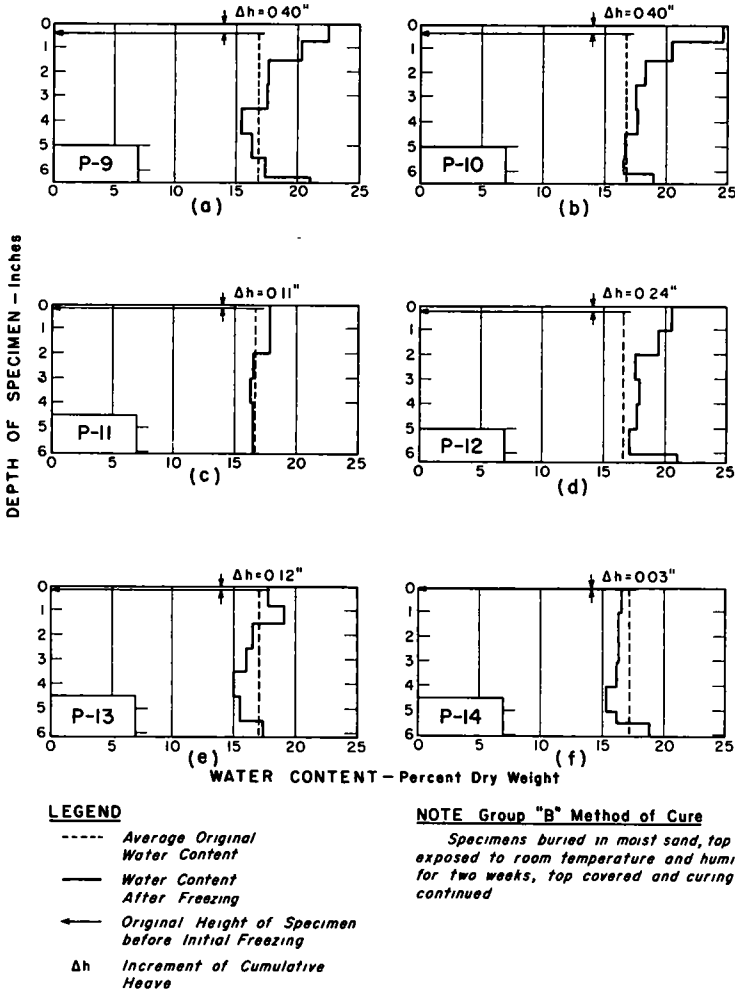 Δh=0.40"
0
1
2
3
4
5
6
P-9
0 5 10 15 20 25
(a)
Δh=0.40"
0
1
2
3
4
5
6
P-10
0 5 10 15 20 25
(b)
DEPTH OF SPECIMEN — Inches
Δh=0.11"
0
1
2
3
4
5
6
P-11
0 5 10 15 20 25
(c)
Δh=0.24"
0
1
2
3
4
5
6
P-12
0 5 10 15 20 25
(d)
Δh=0.12"
0
1
2
3
4
5
6
P-13
0 5 10 15 20 25
(e)
Δh=0.03"
0
1
2
3
4
5
6
P-14
0 5 10 15 20 25
(f)
WATER CONTENT — Percent Dry Weight
LEGEND
Average Original
Water Content
Water Content
After Freezing
Original Height of Specimen
before Initial Freezing
Δh Increment of Cumulative
Heave
NOTE Group "B" Method of Cure
Specimens buried in moist sand, top
exposed to room temperature and humi
for two weeks, top covered and curing
continued